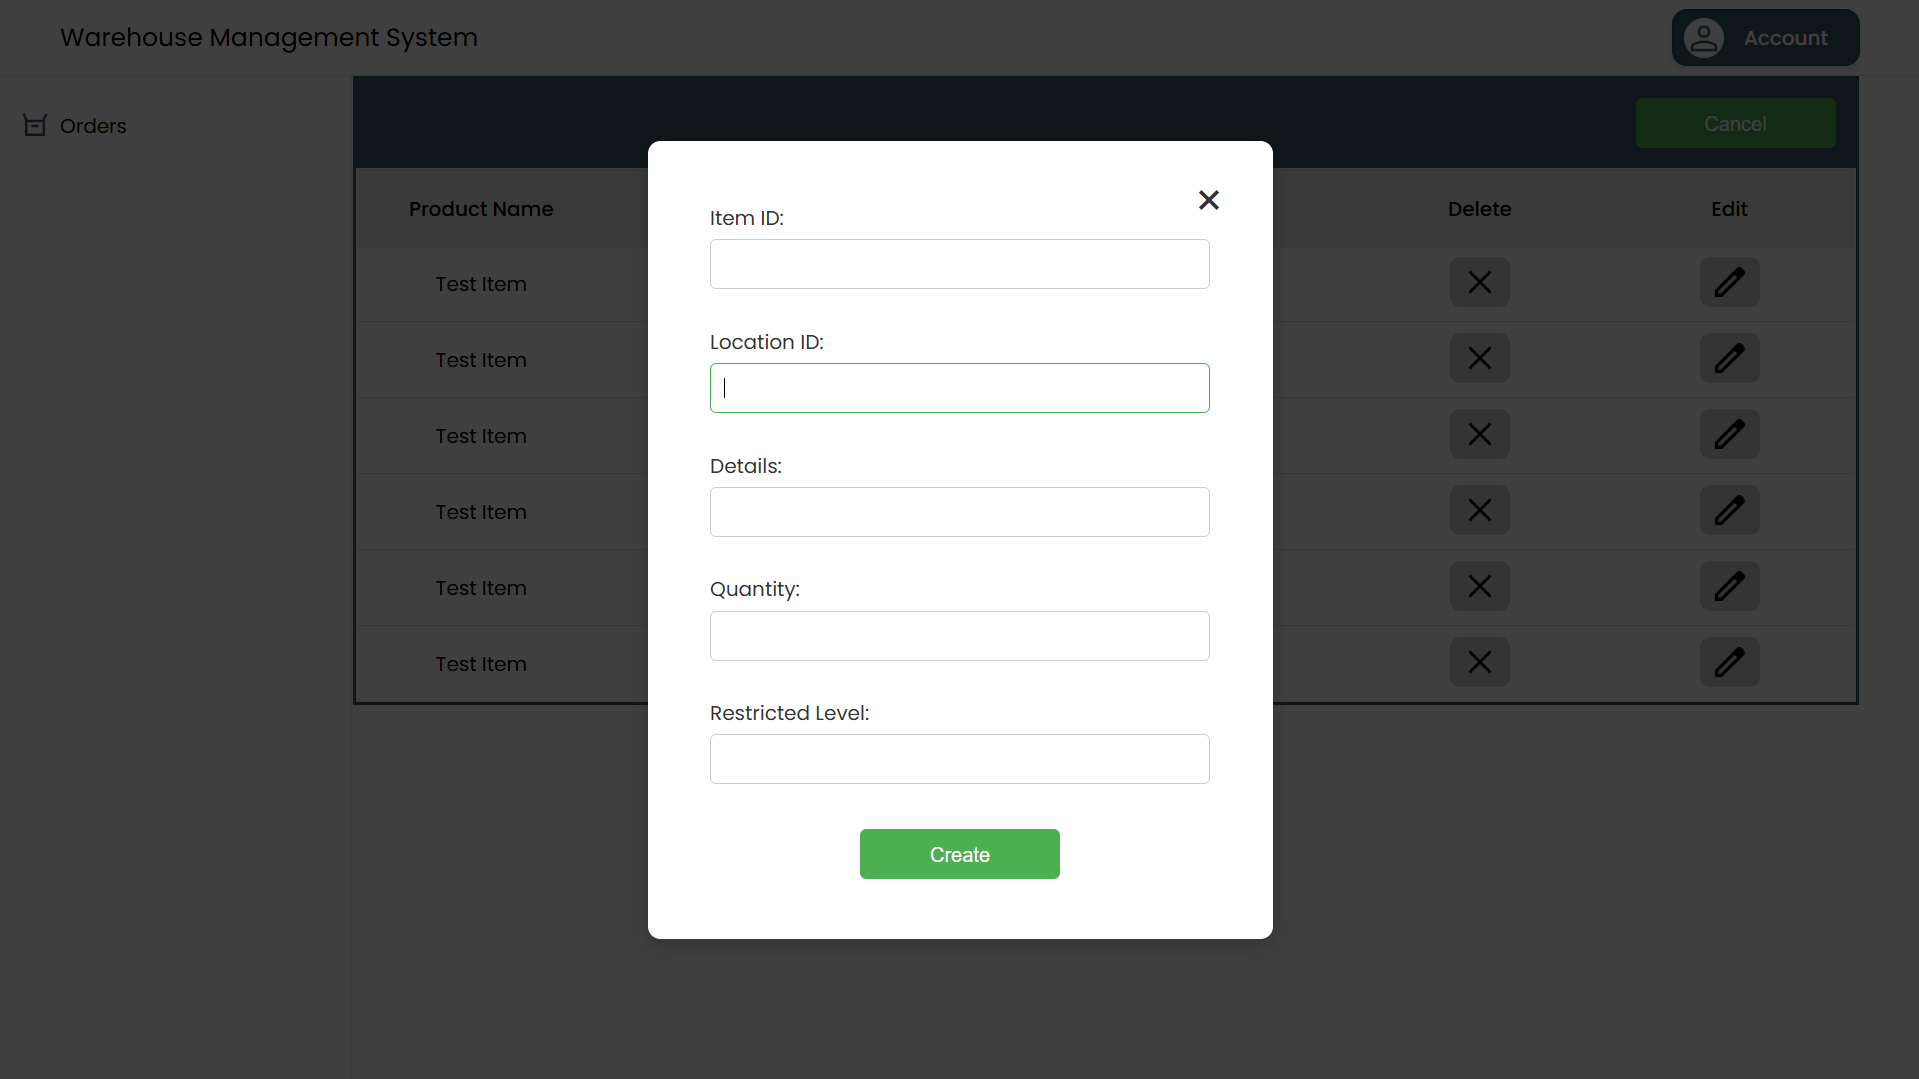 Warehouse Management System
Account
Orders
Cancel
Product Name
Delete
Edit
Test Item
Test Item
Test Item
Test Item
Test Item
Test Item
Item ID:
Location ID:
Details:
Quantity:
Restricted Level:
Create